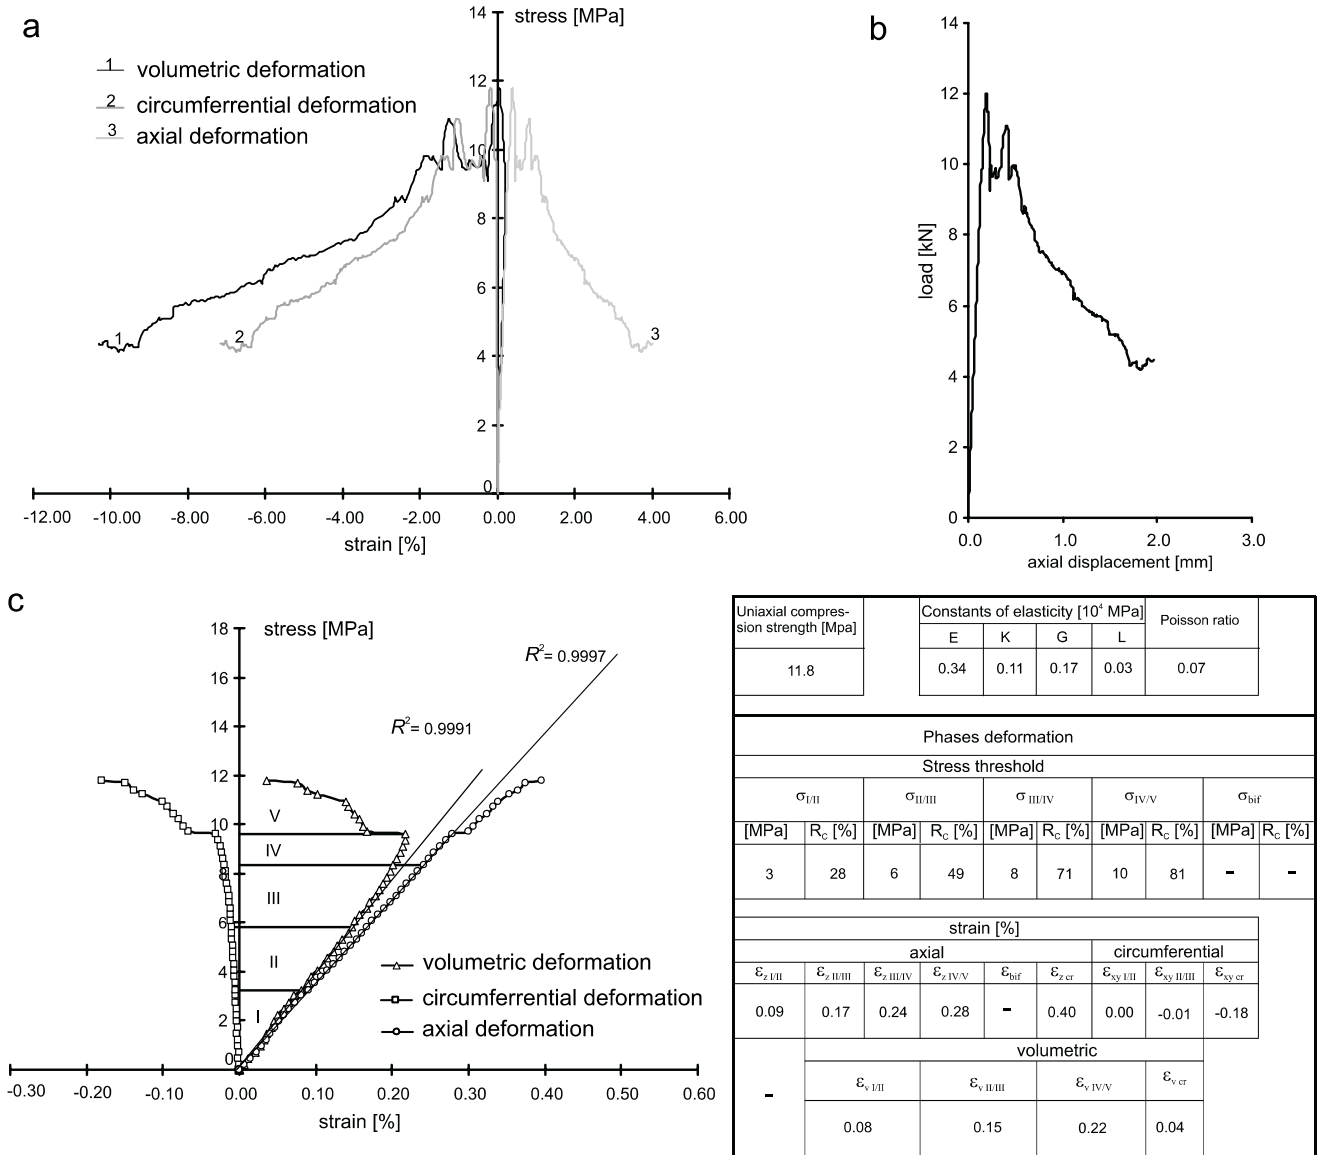 a
stress [MPa]
1 volumetric deformation
2 circumferrential deformation
3 axial deformation
14
12
10
8
6
4
2
0
1
2
3
-12.00 -10.00 -8.00 -6.00 -4.00 -2.00 0.00 2.00 4.00 6.00
strain [%]
b
14
12
10
8
6
4
2
0
load [kN]
0.0 1.0 2.0 3.0
axial displacement [mm]
c
stress [MPa]
18
16
14
12
10
8
6
4
2
0
R²= 0.9997
R²= 0.9991
V
IV
III
II
I
volumetric deformation
circumferrential deformation
axial deformation
-0.30 -0.20 -0.10 0.00 0.10 0.20 0.30 0.40 0.50 0.60
strain [%]
Uniaxial compres-
sion strength [Mpa]
Constants of elasticity [10⁴ MPa]
Poisson ratio
E K G L
11.8 0.34 0.11 0.17 0.03 0.07
Phases deformation
Stress threshold
σI/II σII/III σIII/IV σIV/V σbif
[MPa] Rc [%] [MPa] Rc [%] [MPa] Rc [%] [MPa] Rc [%] [MPa] Rc [%]
3 28 6 49 8 71 10 81 - -
strain [%]
axial circumferential
εz I/II εz II/III εz III/IV εz IV/V εbif εz cr εxy I/II εxy II/III εxy cr
0.09 0.17 0.24 0.28 - 0.40 0.00 -0.01 -0.18
volumetric
εv I/II εv II/III εv IV/V εv cr
- 0.08 0.15 0.22 0.04